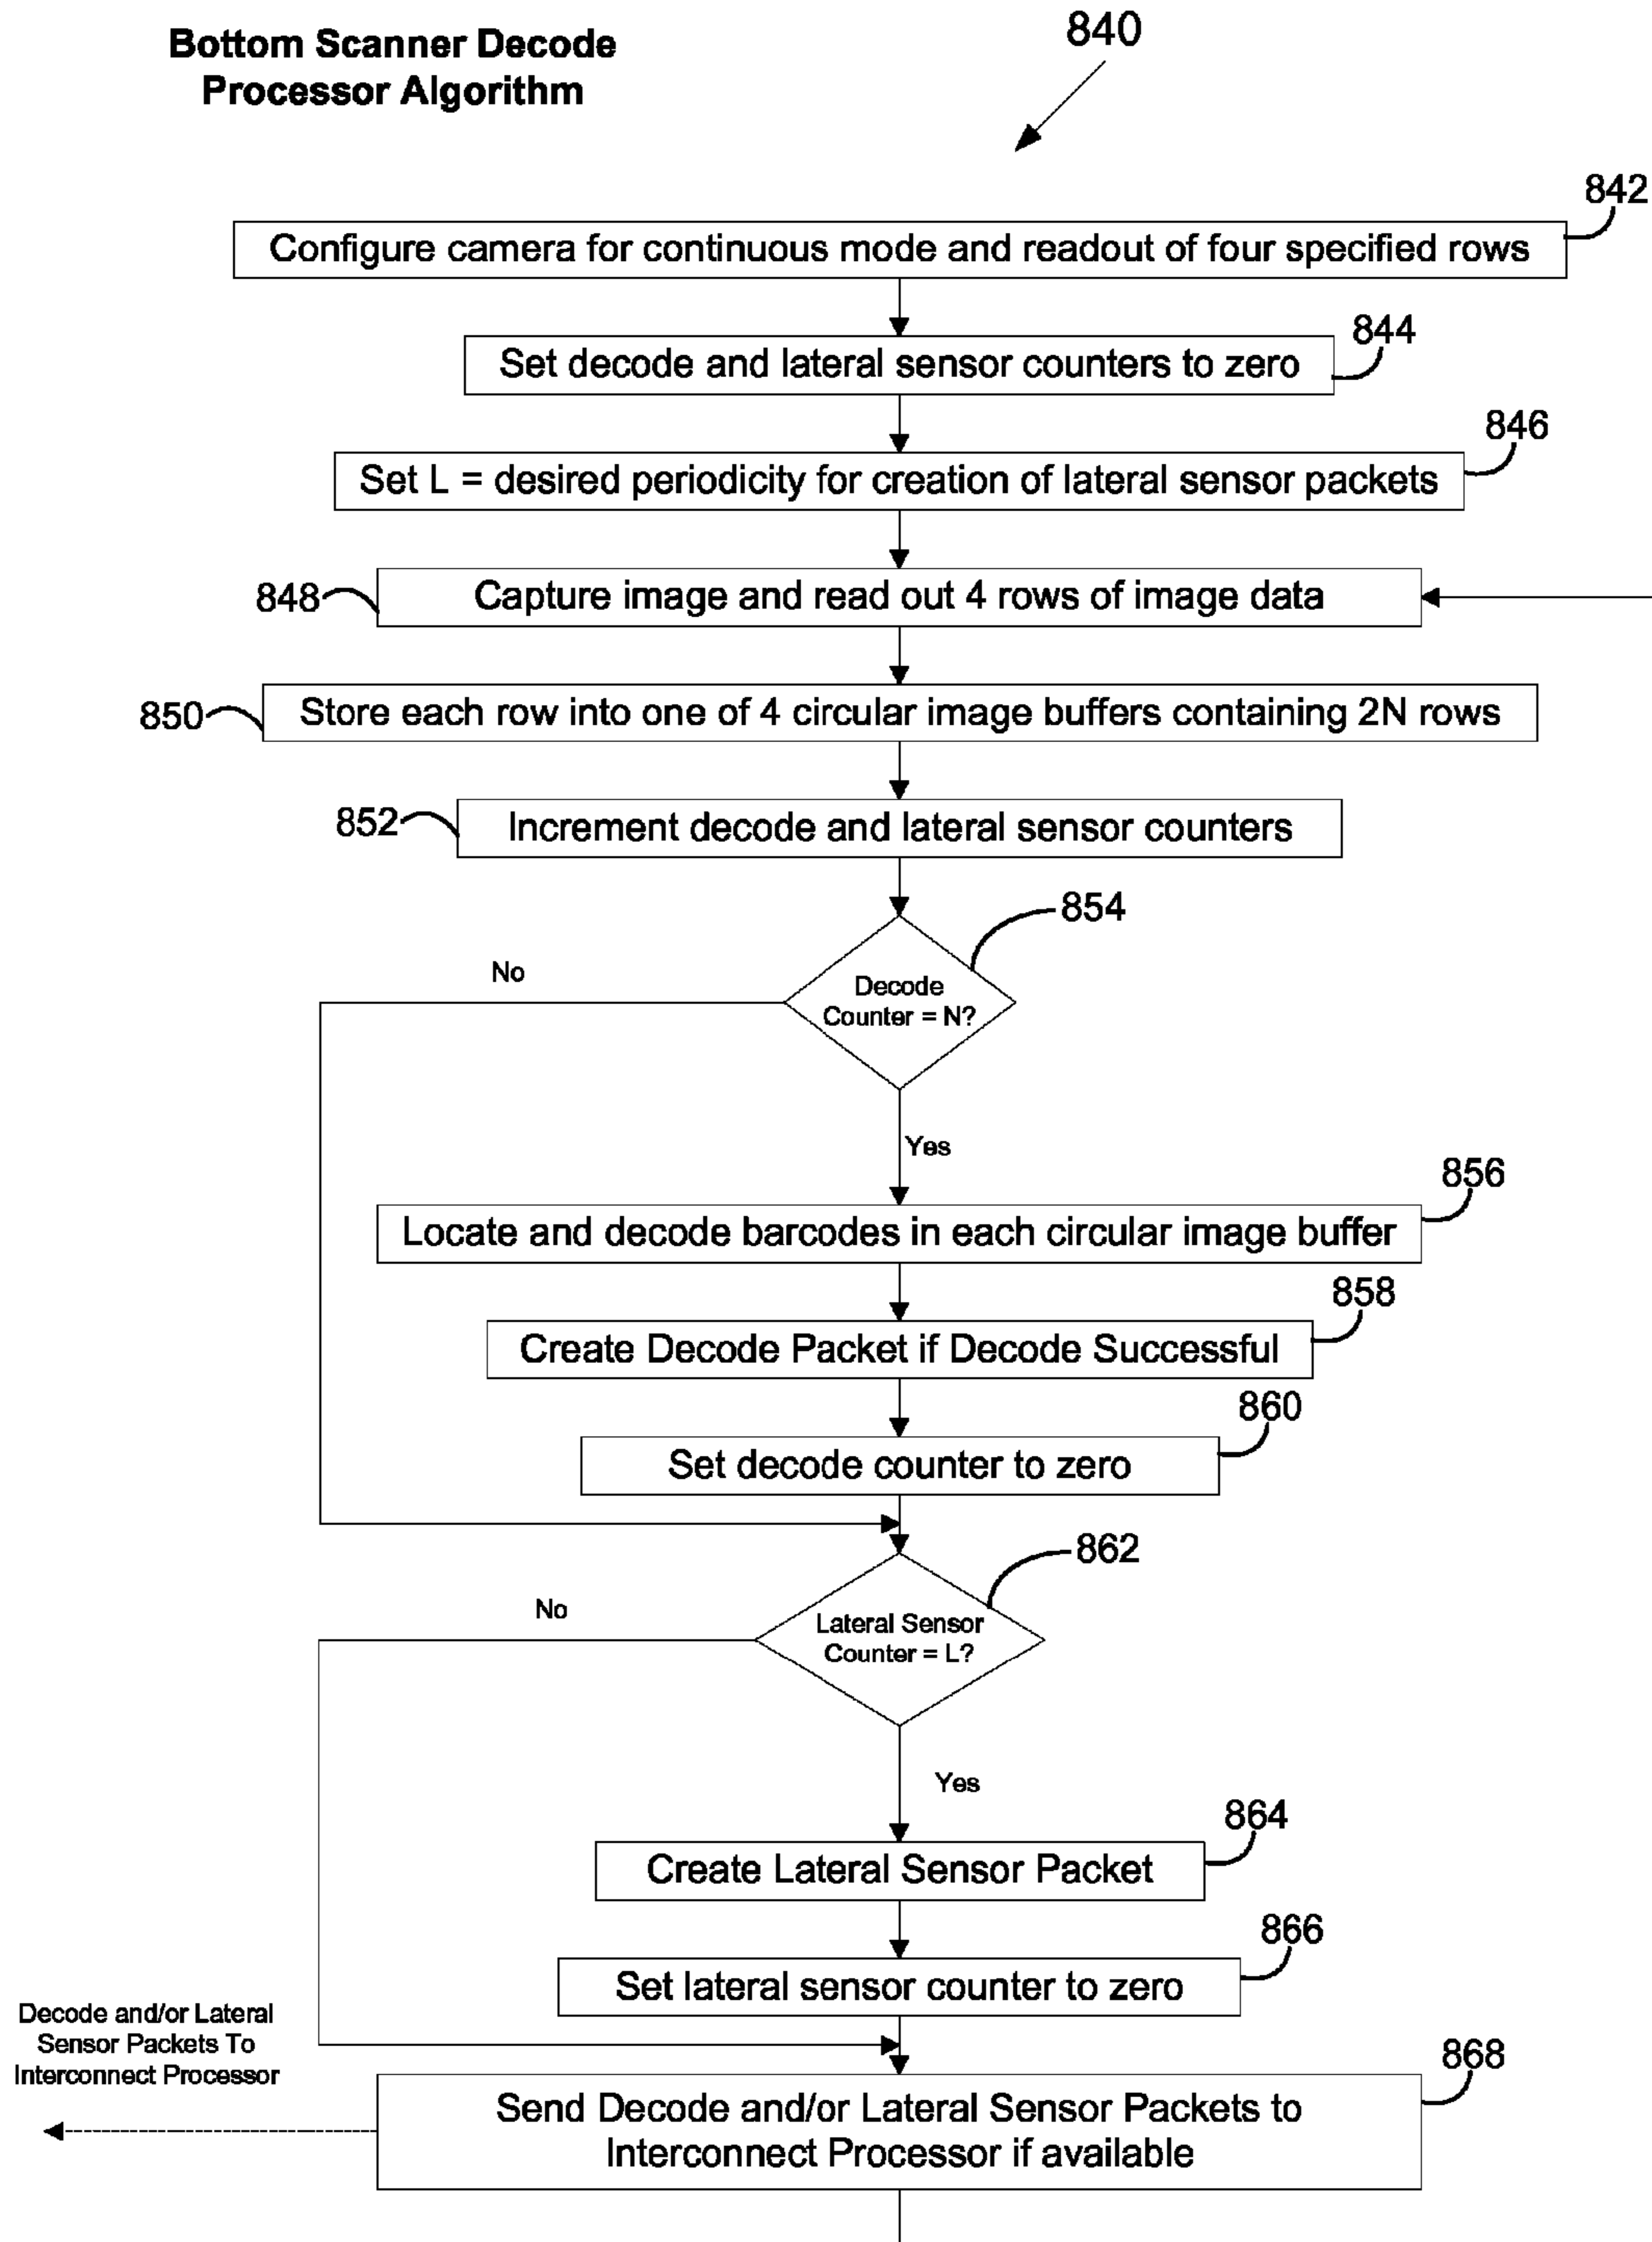 Bottom Scanner Decode
Processor Algorithm
840
842
Configure camera for continuous mode and readout of four specified rows
844
Set decode and lateral sensor counters to zero
846
Set L = desired periodicity for creation of lateral sensor packets
848
Capture image and read out 4 rows of image data
850
Store each row into one of 4 circular image buffers containing 2N rows
852
Increment decode and lateral sensor counters
854
No
Decode
Counter = N?
Yes
856
Locate and decode barcodes in each circular image buffer
858
Create Decode Packet if Decode Successful
860
Set decode counter to zero
862
No
Lateral Sensor
Counter = L?
Yes
864
Create Lateral Sensor Packet
866
Set lateral sensor counter to zero
Decode and/or Lateral
Sensor Packets To
Interconnect Processor
868
Send Decode and/or Lateral Sensor Packets to
Interconnect Processor if available